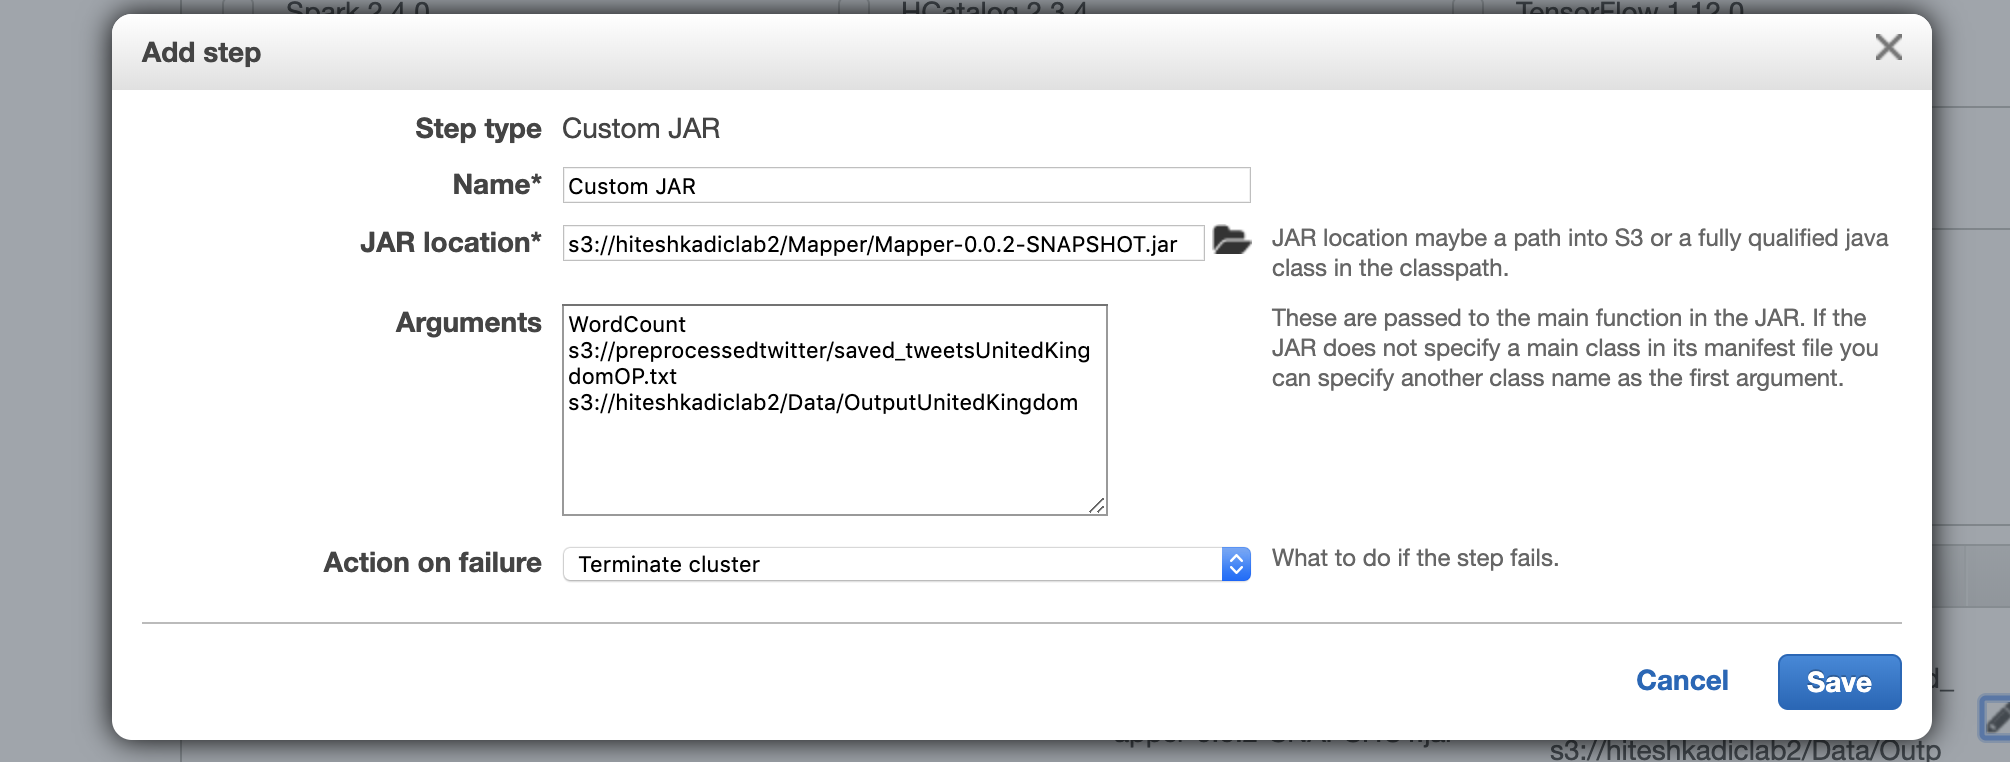 Spark 2.4.0
HCatalog 2.3.4
TensorFlow 1.12.0
Add step
Step type Custom JAR
Name* Custom JAR
JAR location* s3://hiteshkadiclab2/Mapper/Mapper-0.0.2-SNAPSHOT.jar
JAR location maybe a path into S3 or a fully qualified java
class in the classpath.
Arguments
WordCount
s3://preprocessedtwitter/saved_tweetsUnitedKing
domOP.txt
s3://hiteshkadiclab2/Data/OutputUnitedKingdom
These are passed to the main function in the JAR. If the
JAR does not specify a main class in its manifest file you
can specify another class name as the first argument.
Action on failure Terminate cluster
What to do if the step fails.
Cancel Save
s3://hiteshkadiclab2/Data/Outp